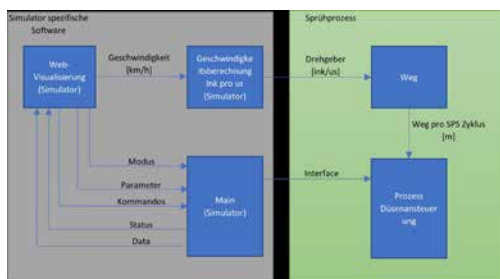 Simulator spezifische
Software
Sprühprozess
Web-
Visualisierung
(Simulator)
Geschwindigkeit
[km/h]
Geschwindigke
itsberechnung
Ink pro us
(Simulator)
Drehgeber
[ink/us]
Weg
Weg pro SPS Zyklus
[m]
Modus
Parameter
Kommandos
Status
Data
Main
(Simulator)
Interface
Prozess
Düsenansteuer
ung